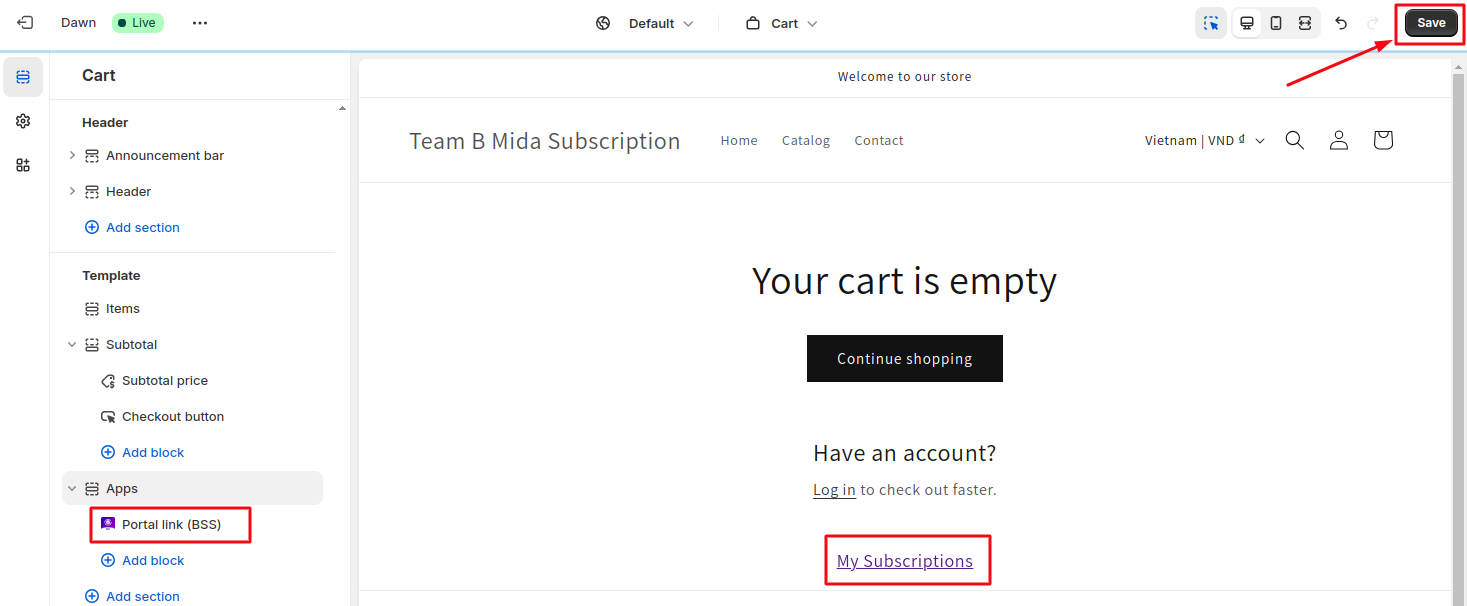 Dawn Live Default Cart Save
Cart
Header
Announcement bar
Header
Add section
Template
Items
Subtotal
Subtotal price
Checkout button
Add block
Apps
Portal link (BSS)
Add block
Add section
Welcome to our store
Team B Mida Subscription Home Catalog Contact Vietnam | VND ₫
Your cart is empty
Continue shopping
Have an account?
Log in to check out faster.
My Subscriptions